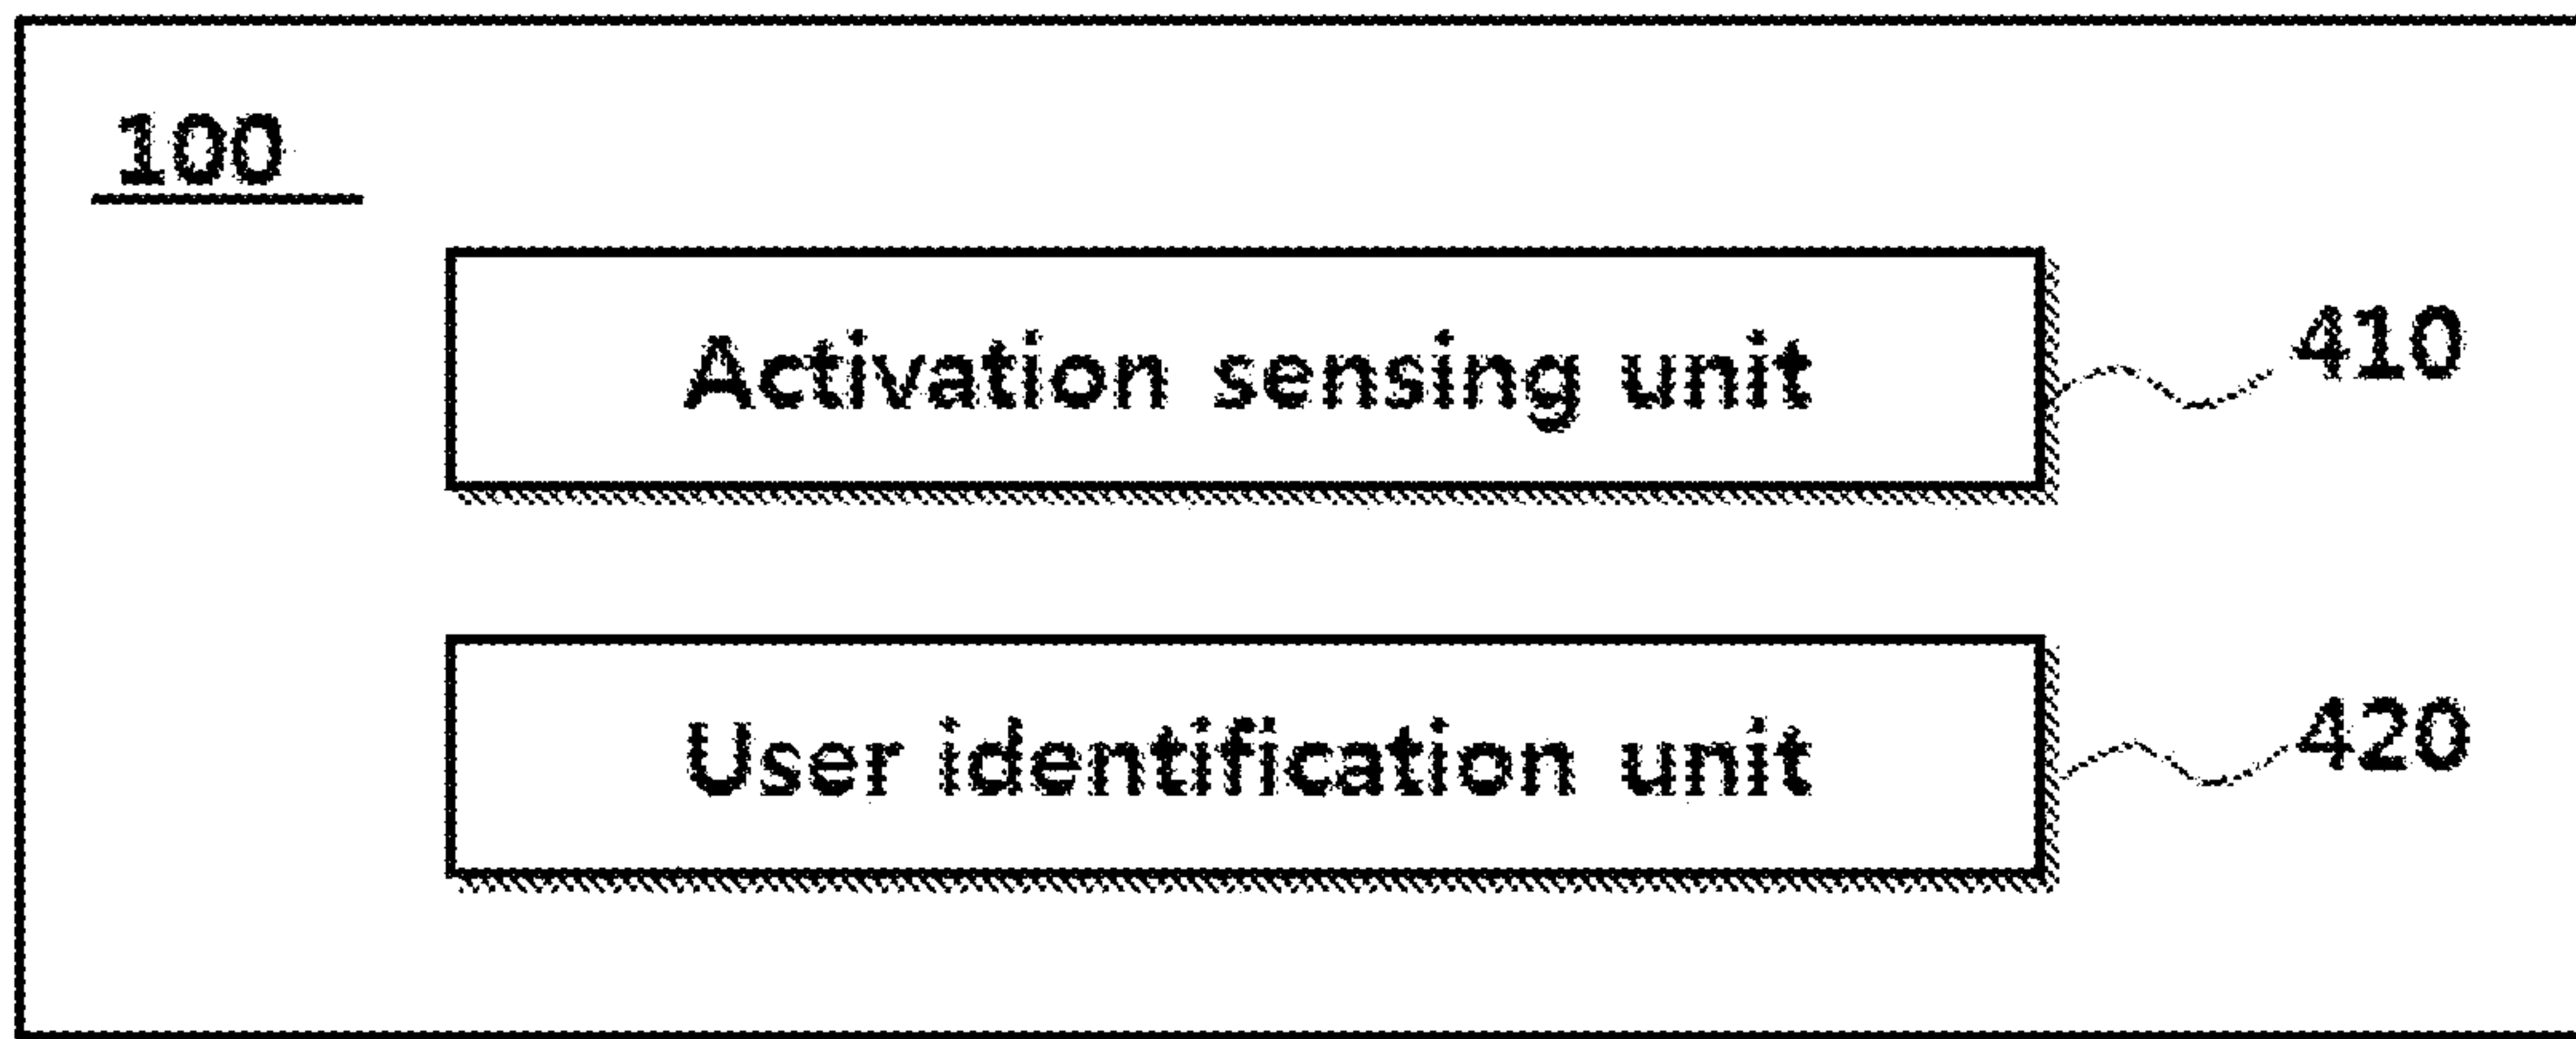 100
Activation sensing unit
410
User identification unit
420